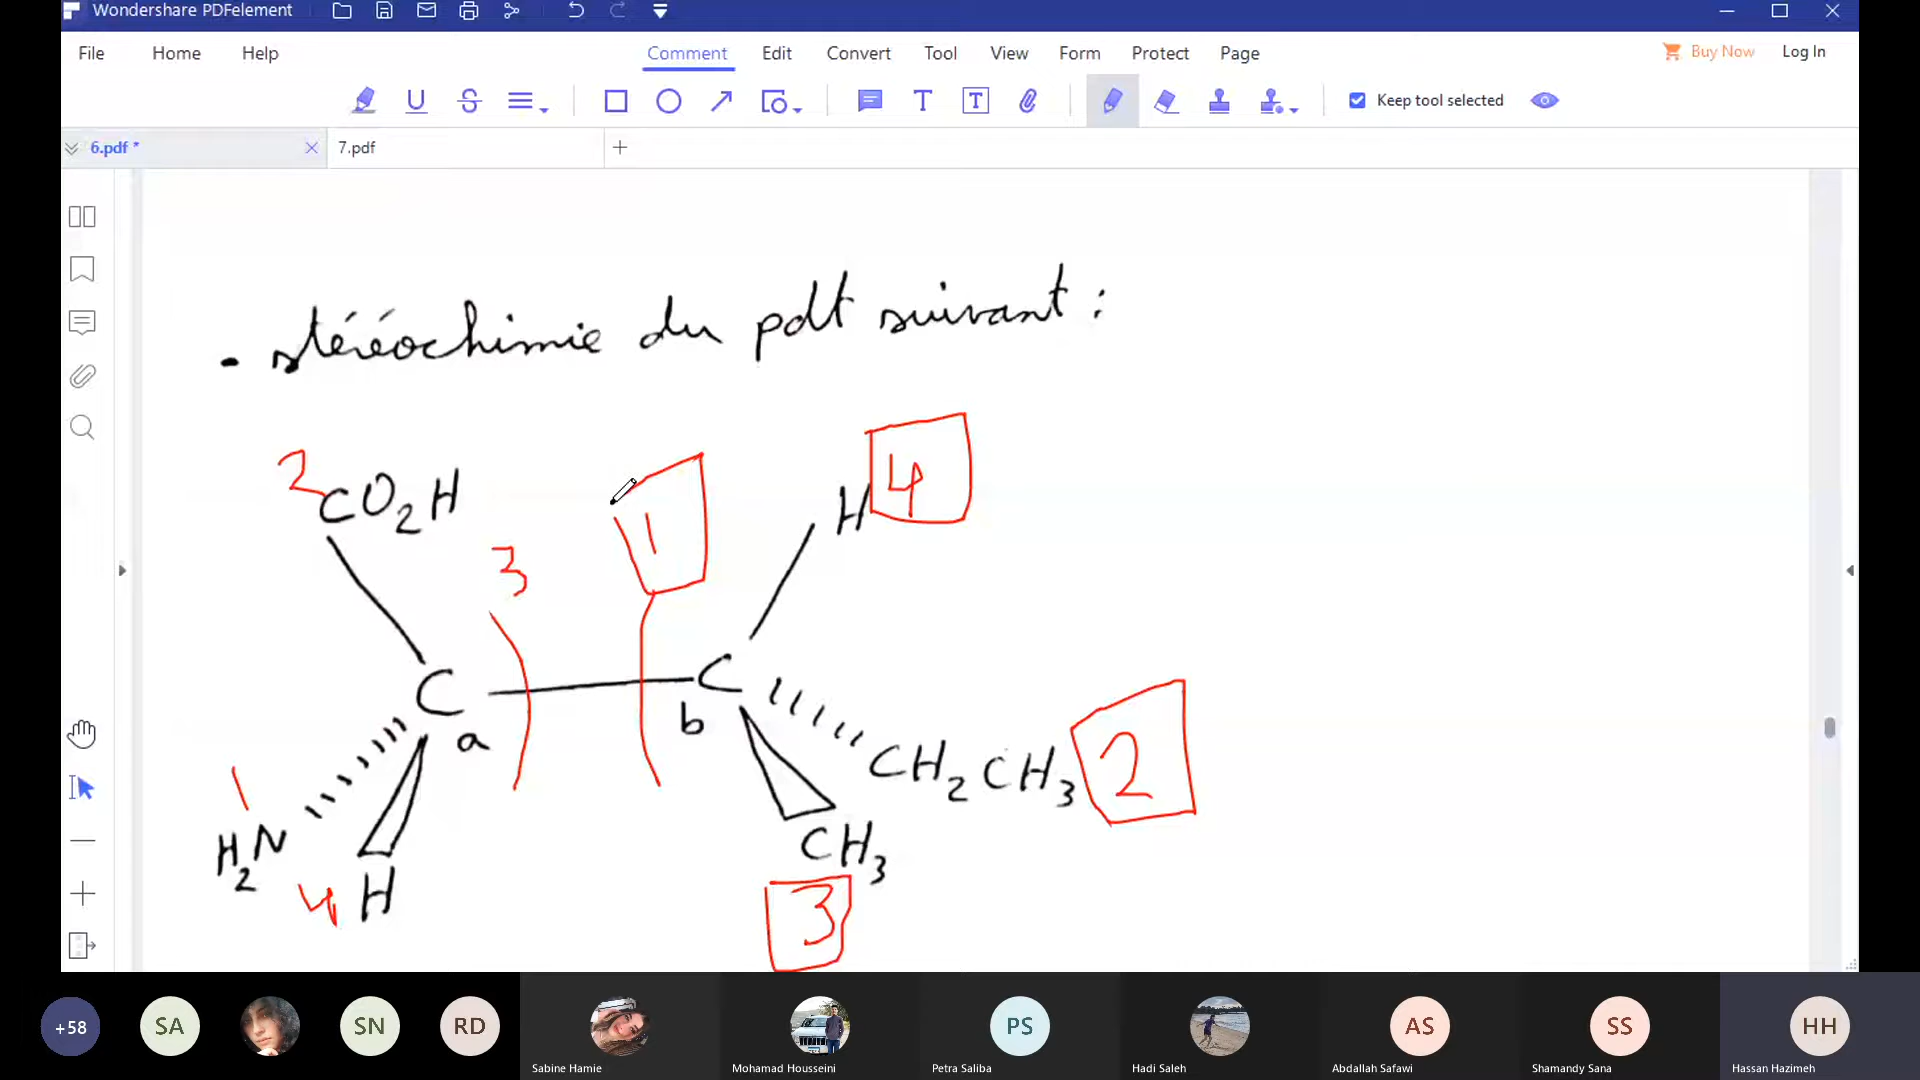 Wondershare PDFelement
File Home Help Comment Edit Convert Tool View Form Protect Page Buy Now Log In
Keep tool selected
6.pdf * 7.pdf
- stéréochimie du pdt suivant :
2 CO2H 1 H 4
3
C a C b
CH2CH3 2
1 H2N 4 H CH3
3
+58 SA SN RD PS AS SS HH
Sabine Hamie Mohamad Housseini Petra Saliba Hadi Saleh Abdallah Safawi Shamandy Sana Hassan Hazimeh